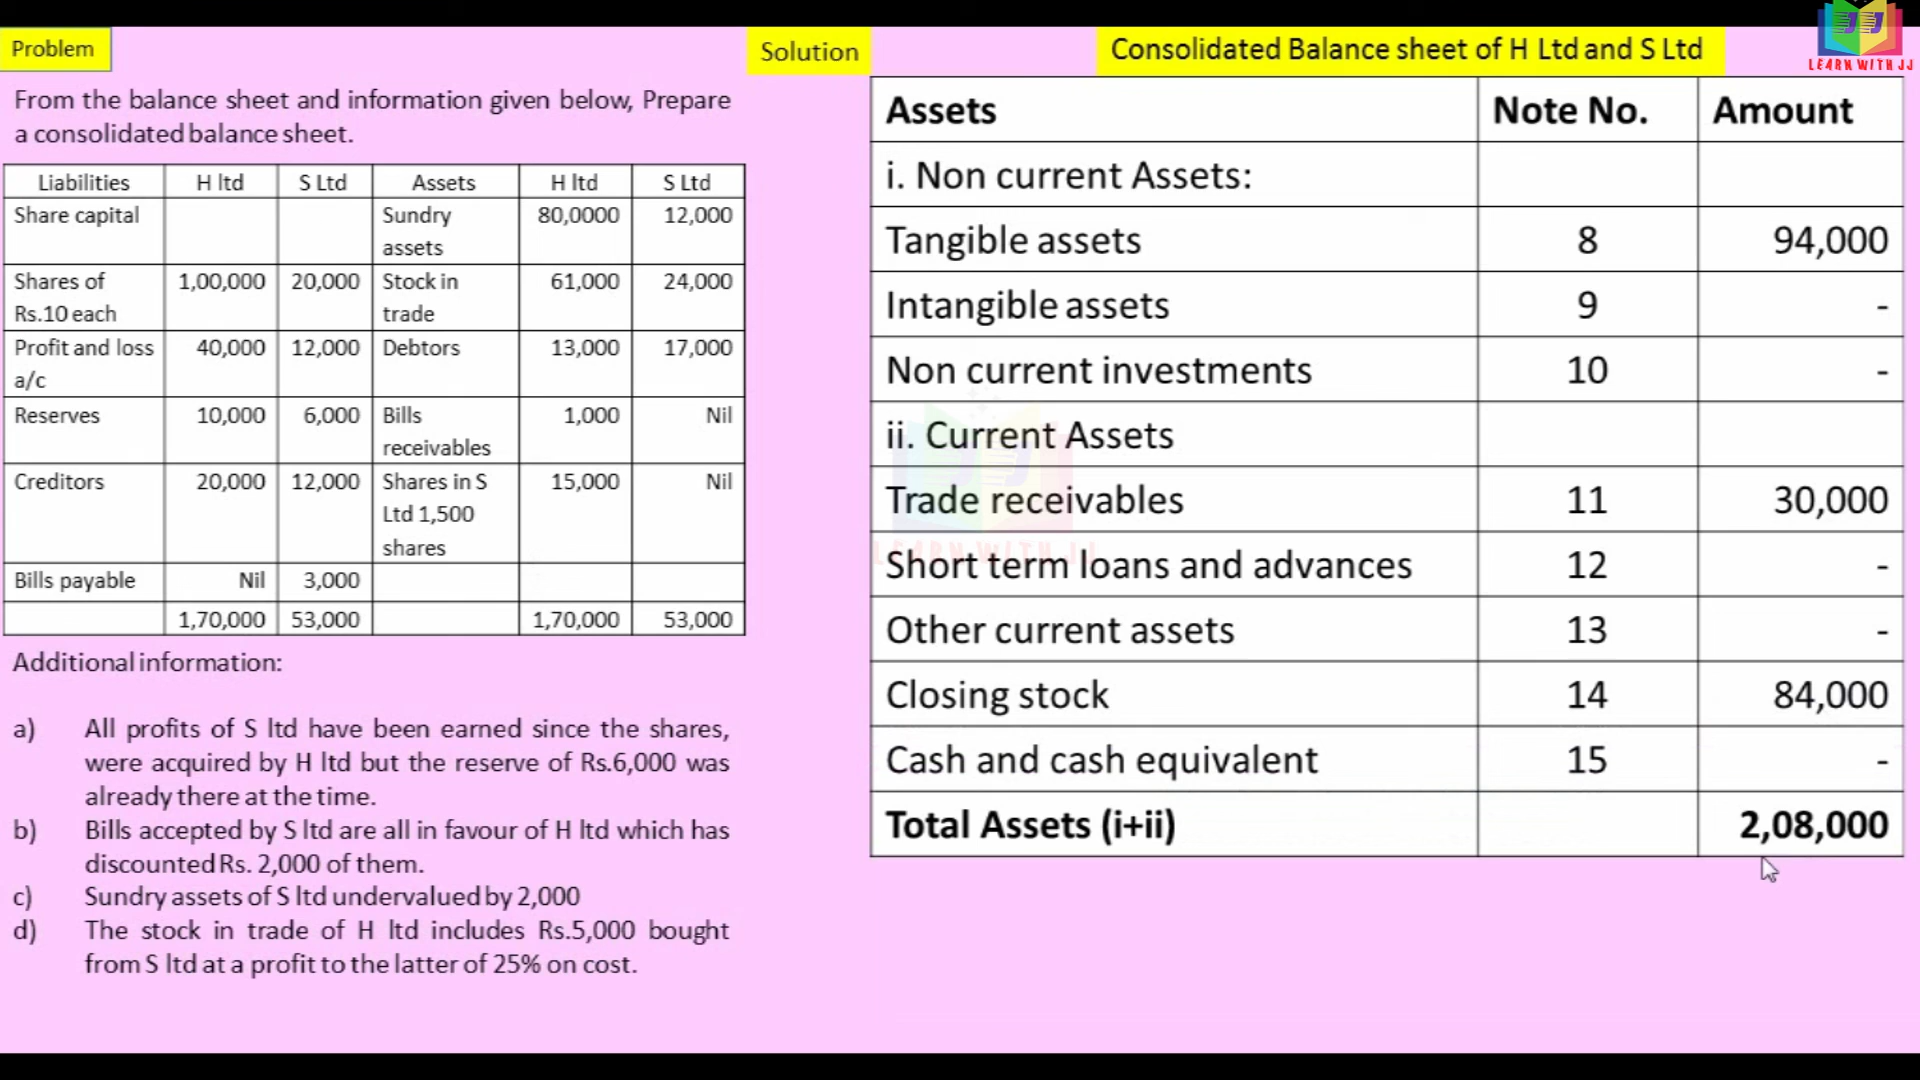 Problem
From the balance sheet and information given below, Prepare
a consolidated balance sheet.
Liabilities H ltd S Ltd Assets H ltd S Ltd
Share capital Sundry assets 80,0000 12,000
Shares of Rs.10 each 1,00,000 20,000 Stock in trade 61,000 24,000
Profit and loss a/c 40,000 12,000 Debtors 13,000 17,000
Reserves 10,000 6,000 Bills receivables 1,000 Nil
Creditors 20,000 12,000 Shares in S Ltd 1,500 shares 15,000 Nil
Bills payable Nil 3,000
1,70,000 53,000 1,70,000 53,000
Additional information:
a) All profits of S ltd have been earned since the shares,
were acquired by H ltd but the reserve of Rs.6,000 was
already there at the time.
b) Bills accepted by S ltd are all in favour of H ltd which has
discounted Rs. 2,000 of them.
c) Sundry assets of S ltd undervalued by 2,000
d) The stock in trade of H ltd includes Rs.5,000 bought
from S ltd at a profit to the latter of 25% on cost.
Solution
Consolidated Balance sheet of H Ltd and S Ltd
LEARN WITH JJ
Assets Note No. Amount
i. Non current Assets:
Tangible assets 8 94,000
Intangible assets 9 -
Non current investments 10 -
ii. Current Assets
Trade receivables 11 30,000
Short term loans and advances 12 -
Other current assets 13 -
Closing stock 14 84,000
Cash and cash equivalent 15 -
Total Assets (i+ii) 2,08,000
LEARN WITH JJ